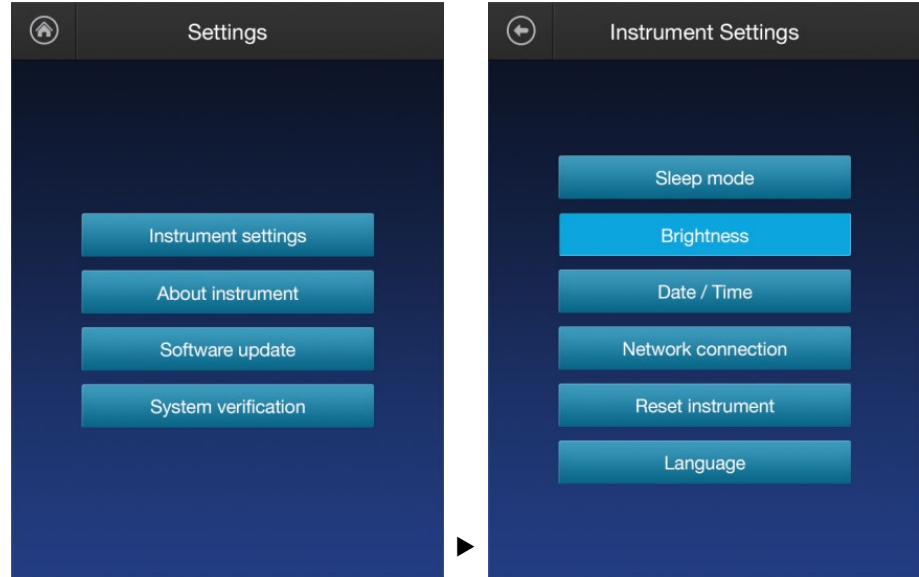 Settings
Instrument settings
About instrument
Software update
System verification
Instrument Settings
Sleep mode
Brightness
Date / Time
Network connection
Reset instrument
Language